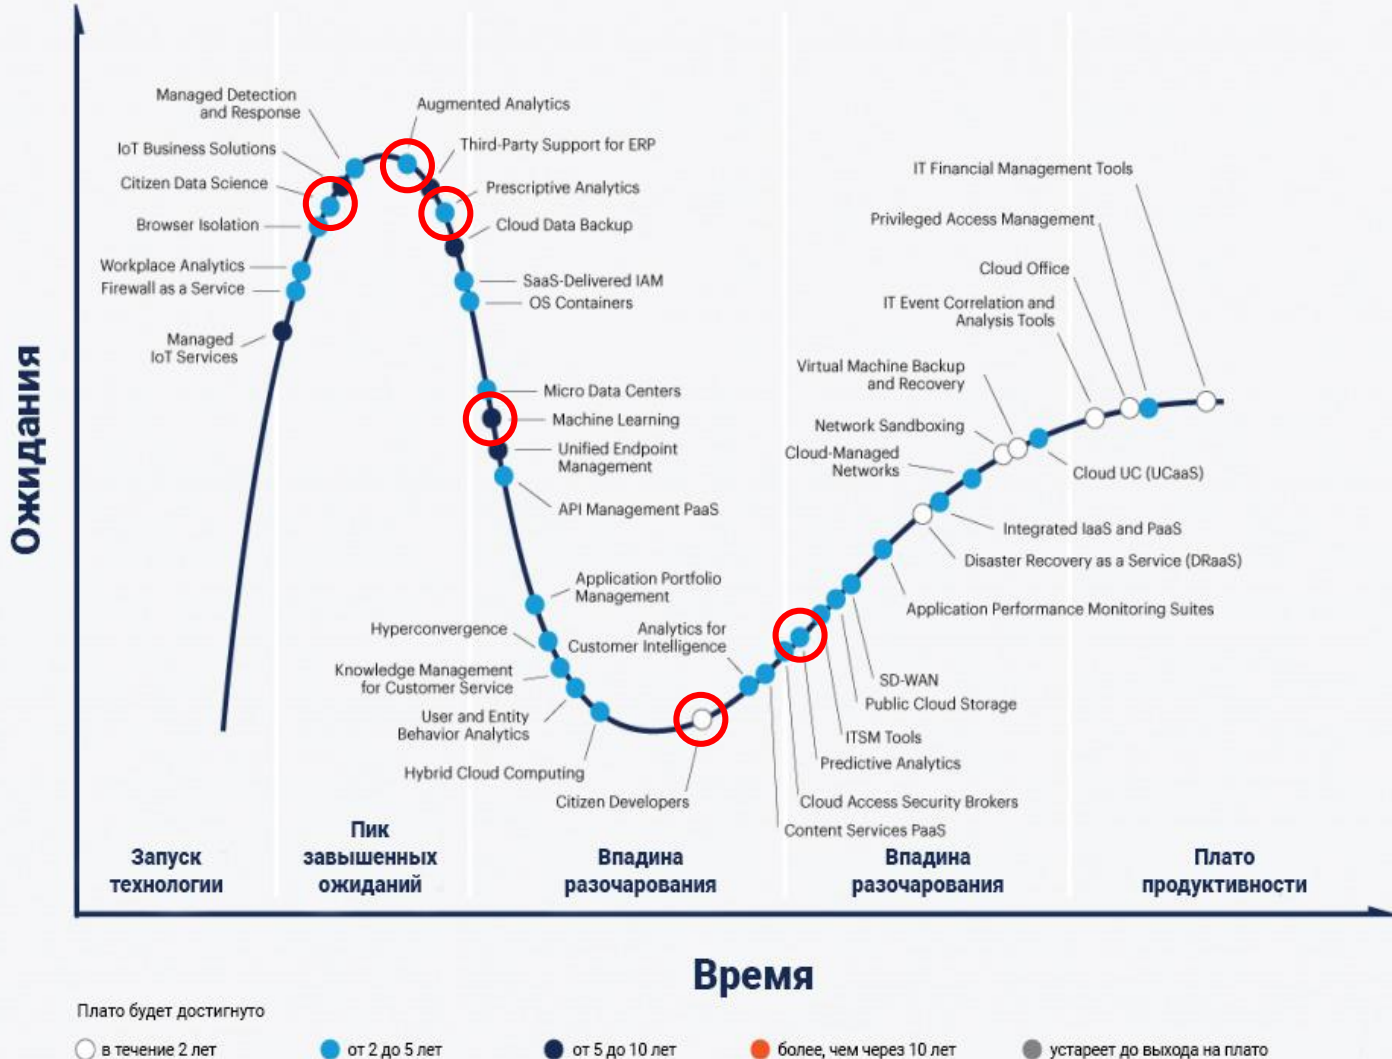 Ожидания
Managed Detection
and Response
IoT Business Solutions
Citizen Data Science
Browser Isolation
Workplace Analytics
Firewall as a Service
Managed
IoT Services
Augmented Analytics
Third-Party Support for ERP
Prescriptive Analytics
Cloud Data Backup
SaaS-Delivered IAM
OS Containers
Micro Data Centers
Machine Learning
Unified Endpoint
Management
API Management PaaS
Application Portfolio
Management
Hyperconvergence
Knowledge Management
for Customer Service
User and Entity
Behavior Analytics
Hybrid Cloud Computing
Citizen Developers
Analytics for
Customer Intelligence
Content Services PaaS
Cloud Access Security Brokers
Predictive Analytics
ITSM Tools
Public Cloud Storage
SD-WAN
Application Performance Monitoring Suites
Disaster Recovery as a Service (DRaaS)
Integrated IaaS and PaaS
Cloud-Managed
Networks
Network Sandboxing
Virtual Machine Backup
and Recovery
Cloud UC (UCaaS)
IT Event Correlation and
Analysis Tools
Cloud Office
Privileged Access Management
IT Financial Management Tools
Запуск
технологии
Пик
завышенных
ожиданий
Впадина
разочарования
Впадина
разочарования
Плато
продуктивности
Время
Плато будет достигнуто
в течение 2 лет
от 2 до 5 лет
от 5 до 10 лет
более, чем через 10 лет
устареет до выхода на плато